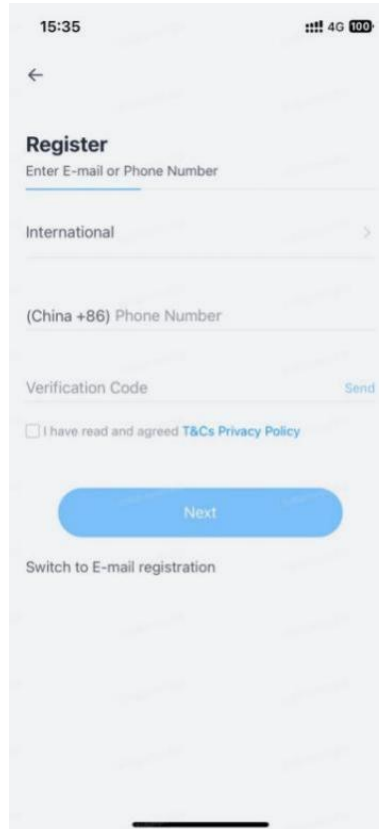 15:35
4G 100
Register
Enter E-mail or Phone Number
International
(China +86) Phone Number
Verification Code Send
I have read and agreed T&Cs Privacy Policy
Next
Switch to E-mail registration